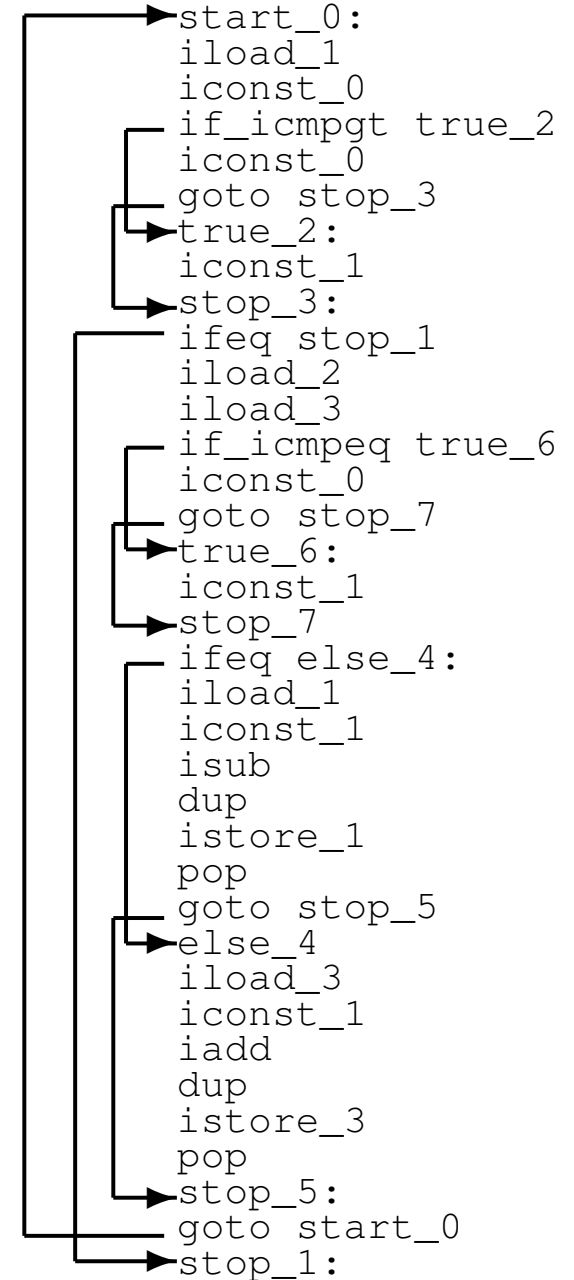 start_0:
iload_1
iconst_0
if_icmpgt true_2
iconst_0
goto stop_3
true_2:
iconst_1
stop_3:
ifeq stop_1
iload_2
iload_3
if_icmpeq true_6
iconst_0
goto stop_7
true_6:
iconst_1
stop_7
ifeq else_4:
iload_1
iconst_1
isub
dup
istore_1
pop
goto stop_5
else_4
iload_3
iconst_1
iadd
dup
istore_3
pop
stop_5:
goto start_0
stop_1: